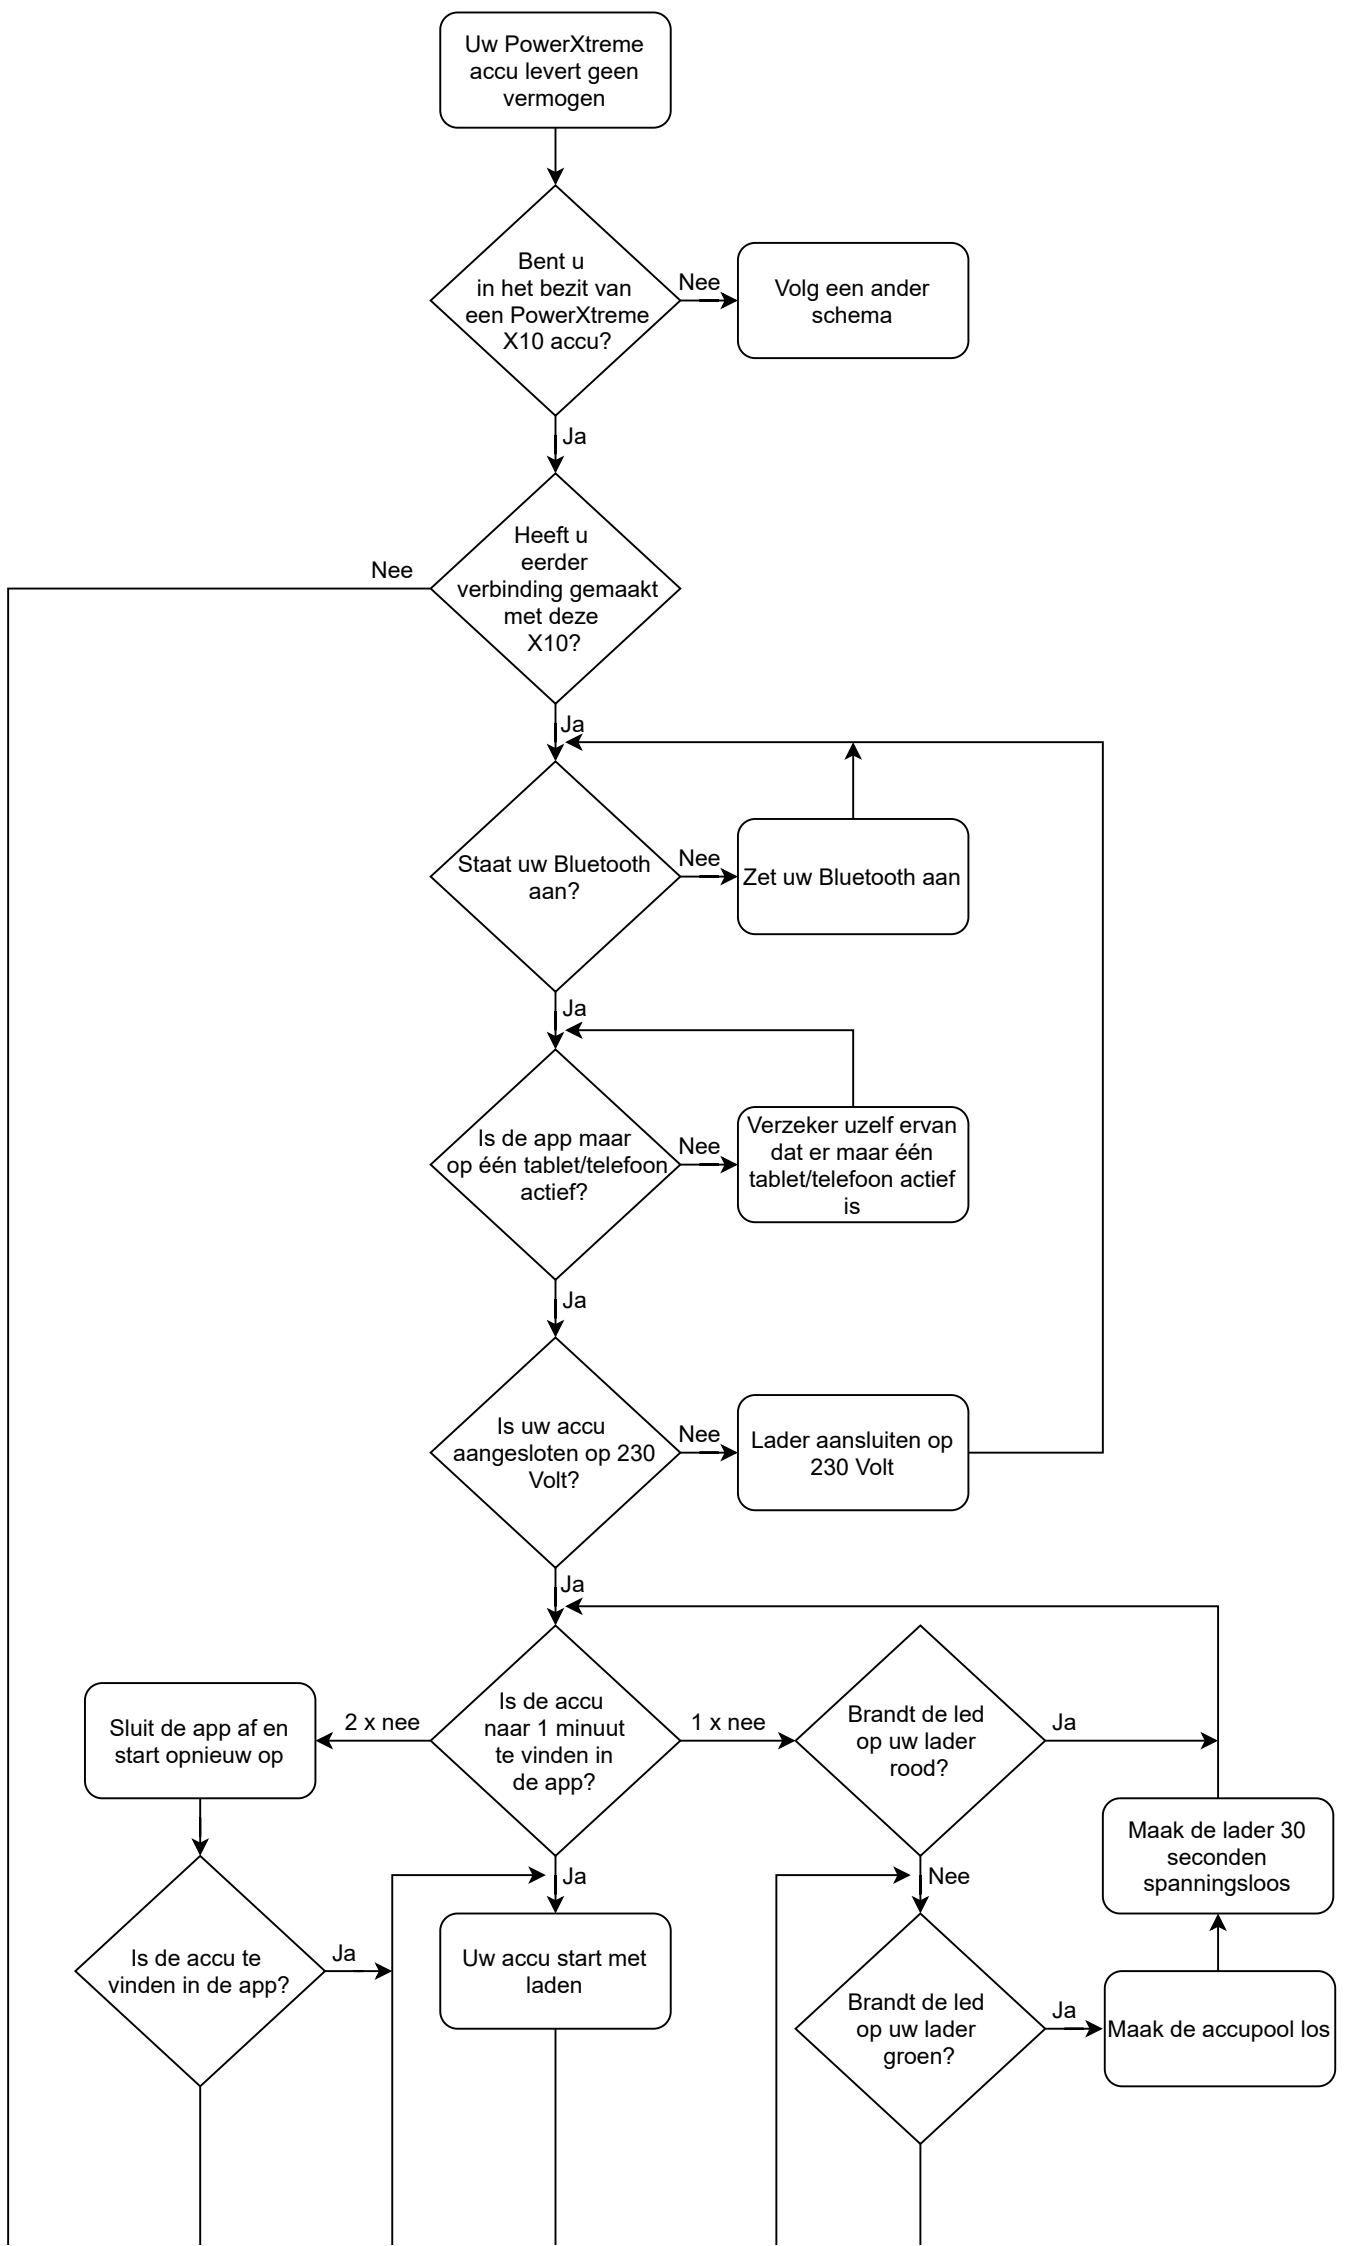 Uw PowerXtreme
accu levert geen
vermogen
Bent u
in het bezit van
een PowerXtreme
X10 accu?
Nee
Volg een ander
schema
Ja
Heeft u
eerder
verbinding gemaakt
met deze
X10?
Nee
Ja
Staat uw Bluetooth
aan?
Nee
Zet uw Bluetooth aan
Ja
Is de app maar
op één tablet/telefoon
actief?
Nee
Verzeker uzelf ervan
dat er maar één
tablet/telefoon actief
is
Ja
Is uw accu
aangesloten op 230
Volt?
Nee
Lader aansluiten op
230 Volt
Ja
Is de accu
naar 1 minuut
te vinden in
de app?
2 x nee
Sluit de app af en
start opnieuw op
1 x nee
Brandt de led
op uw lader
rood?
Ja
Maak de lader 30
seconden
spanningsloos
Ja
Nee
Is de accu te
vinden in de app?
Ja
Uw accu start met
laden
Brandt de led
op uw lader
groen?
Ja
Maak de accupool los